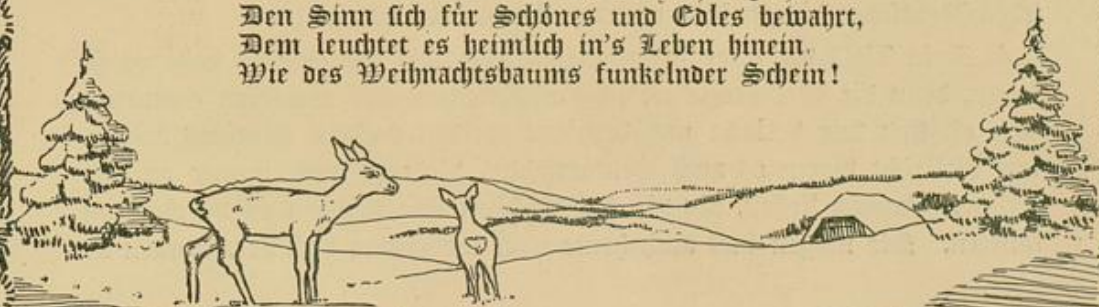 Den Sinn sich für Schönes und Edles bewahrt,
Dem leuchtet es heimlich in's Leben hinein.
Wie des Weihnachtsbaums funkelnder Schein!